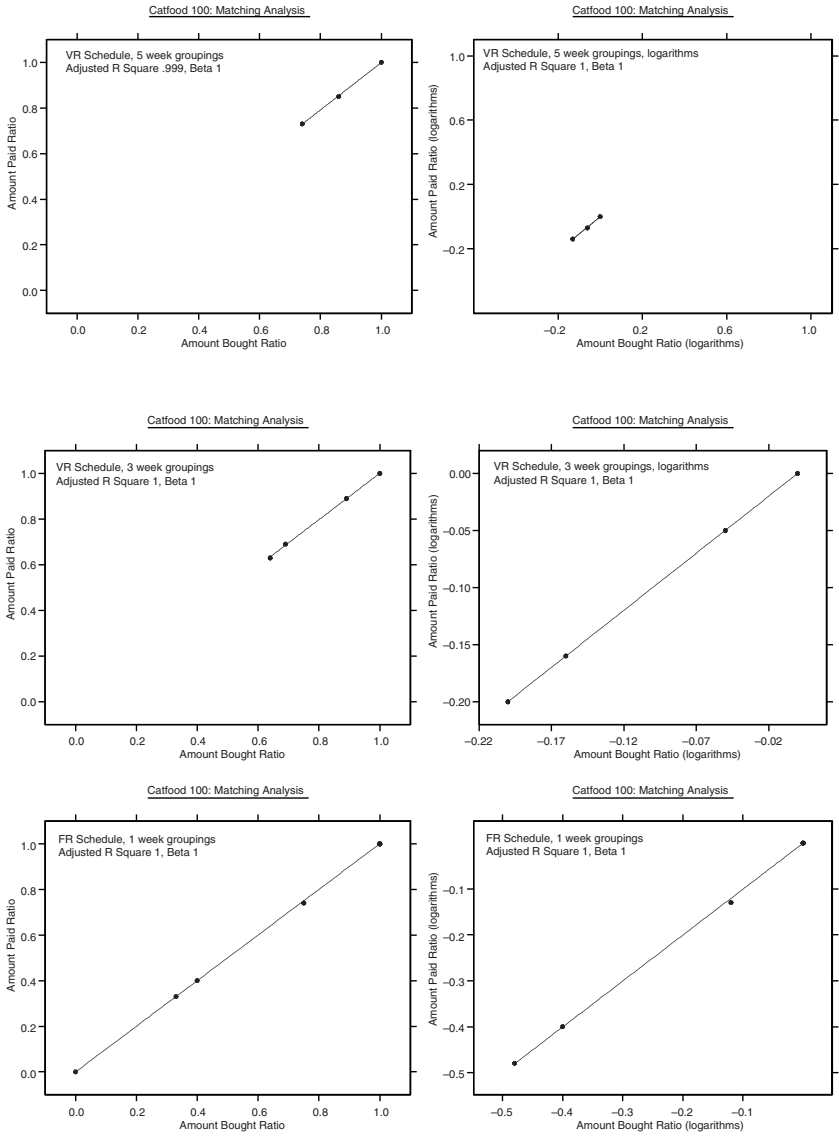 Catfood 100: Matching Analysis
VR Schedule, 5 week groupings
Adjusted R Square .999, Beta 1
Amount Paid Ratio
1.0
0.8
0.6
0.4
0.2
0.0
0.0 0.2 0.4 0.6 0.8 1.0
Amount Bought Ratio
Catfood 100: Matching Analysis
VR Schedule, 5 week groupings, logarithms
Adjusted R Square 1, Beta 1
Amount Paid Ratio (logarithms)
1.0
0.6
0.2
−0.2
−0.2 0.2 0.6 1.0
Amount Bought Ratio (logarithms)
Catfood 100: Matching Analysis
VR Schedule, 3 week groupings
Adjusted R Square 1, Beta 1
Amount Paid Ratio
1.0
0.8
0.6
0.4
0.2
0.0
0.0 0.2 0.4 0.6 0.8 1.0
Amount Bought Ratio
Catfood 100: Matching Analysis
VR Schedule, 3 week groupings, logarithms
Adjusted R Square 1, Beta 1
Amount Paid Ratio (logarithms)
0.00
−0.05
−0.10
−0.15
−0.20
−0.22 −0.17 −0.12 −0.07 −0.02
Amount Bought Ratio (logarithms)
Catfood 100: Matching Analysis
FR Schedule, 1 week groupings
Adjusted R Square 1, Beta 1
Amount Paid Ratio
1.0
0.8
0.6
0.4
0.2
0.0
0.0 0.2 0.4 0.6 0.8 1.0
Amount Bought Ratio
Catfood 100: Matching Analysis
FR Schedule, 1 week groupings
Adjusted R Square 1, Beta 1
Amount Paid Ratio (logarithms)
−0.1
−0.2
−0.3
−0.4
−0.5
−0.5 −0.4 −0.3 −0.2 −0.1
Amount Bought Ratio (logarithms)